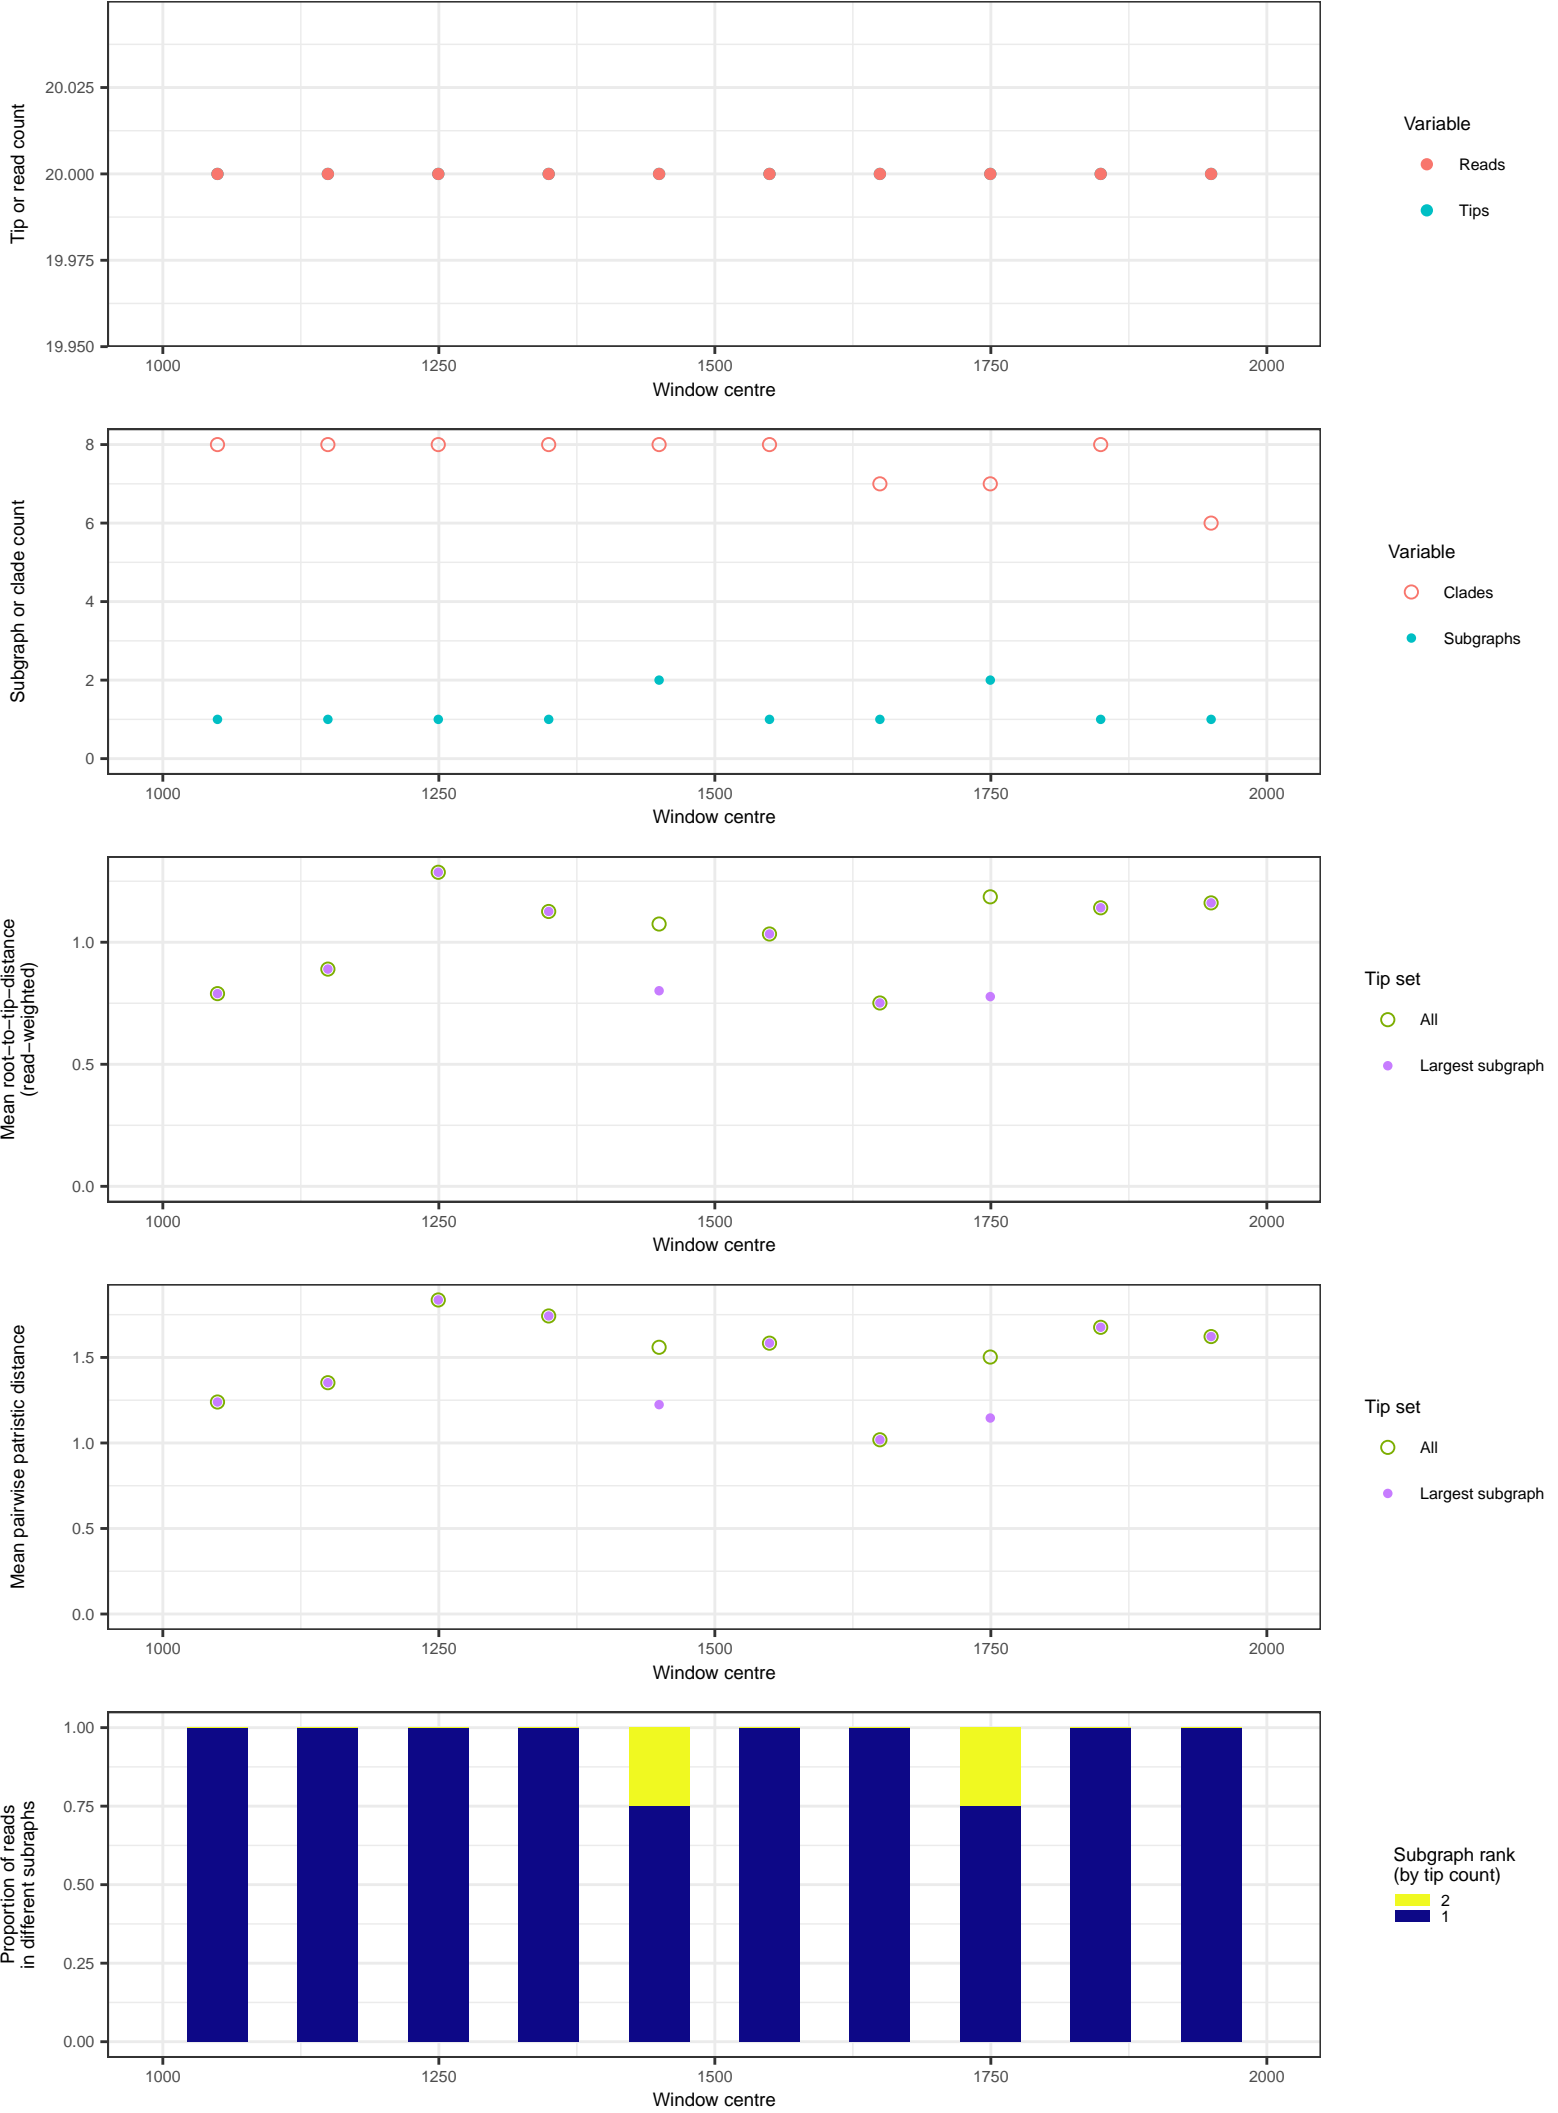 Tip or read count
20.025
20.000
19.975
19.950
1000 1250 1500 1750 2000
Window centre
Variable
Reads
Tips
Subgraph or clade count
8
6
4
2
0
1000 1250 1500 1750 2000
Window centre
Variable
Clades
Subgraphs
Mean root−to−tip−distance
(read−weighted)
1.0
0.5
0.0
1000 1250 1500 1750 2000
Window centre
Tip set
All
Largest subgraph
Mean pairwise patristic distance
1.5
1.0
0.5
0.0
1000 1250 1500 1750 2000
Window centre
Tip set
All
Largest subgraph
Proportion of reads
in different subraphs
1.00
0.75
0.50
0.25
0.00
1000 1250 1500 1750 2000
Window centre
Subgraph rank
(by tip count)
2
1